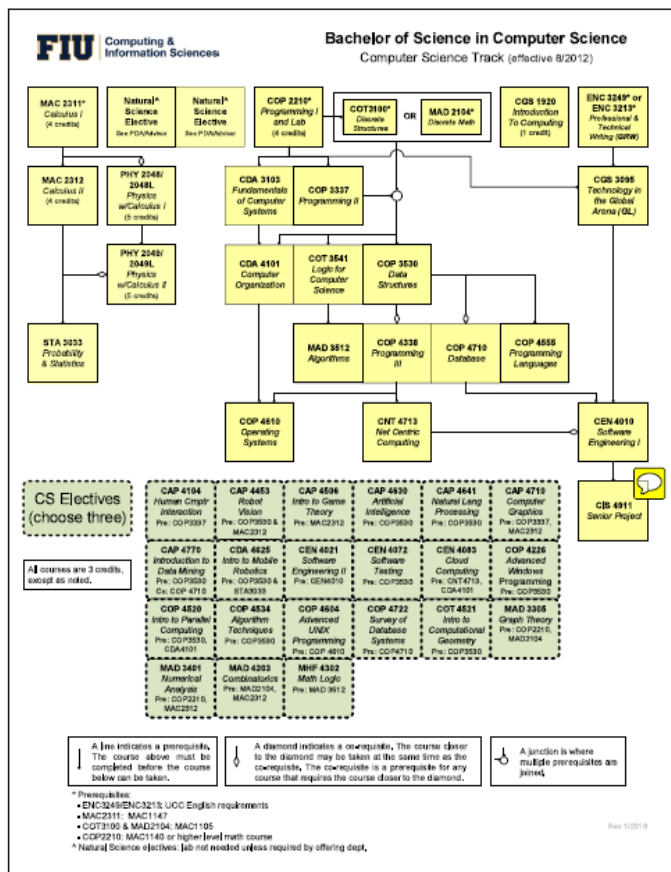 FIU
Computing &
Information Sciences
Bachelor of Science in Computer Science
Computer Science Track (effective 8/2012)
MAC 2311*
Calculus I
(4 credits)
Natural^
Science
Elective
See PDA/Advisor
Natural^
Science
Elective
See PDA/Advisor
COP 2210*
Programming I
and Lab
(4 credits)
COT3100*
Discrete
Structures
OR
MAD 2104*
Discrete Math
CGS 1920
Introduction
To Computing
(1 credit)
ENC 3249* or
ENC 3213*
Professional &
Technical
Writing (GRW)
MAC 2312
Calculus II
(4 credits)
PHY 2048/
2048L
Physics
w/Calculus I
(5 credits)
CDA 3103
Fundamentals
of Computer
Systems
COP 3337
Programming II
CGS 3095
Technology in
the Global
Arena (GL)
PHY 2049/
2049L
Physics
w/Calculus II
(5 credits)
CDA 4101
Computer
Organization
COT 3541
Logic for
Computer
Science
COP 3530
Data
Structures
STA 3033
Probability
& Statistics
MAD 3512
Algorithms
COP 4338
Programming
III
COP 4710
Database
COP 4555
Programming
Languages
COP 4610
Operating
Systems
CNT 4713
Net Centric
Computing
CEN 4010
Software
Engineering I
CIS 4911
Senior Project
CS Electives
(choose three)
All courses are 3 credits,
except as noted.
CAP 4104
Human Cmptr
Interaction
Pre: COP3337
CAP 4453
Robot
Vision
Pre: COP3530 &
MAC2312
CAP 4506
Intro to Game
Theory
Pre: MAC2312
CAP 4630
Artificial
Intelligence
Pre: COP3530
CAP 4641
Natural Lang
Processing
Pre: COP3530
CAP 4710
Computer
Graphics
Pre: COP3337,
MAC2312
CAP 4770
Introduction to
Data Mining
Pre: COP3530
Co: COP 4710
CDA 4625
Intro to Mobile
Robotics
Pre: COP3530 &
STA3033
CEN 4021
Software
Engineering II
Pre: CEN4010
CEN 4072
Software
Testing
Pre: COP3530
CEN 4083
Cloud
Computing
Pre: CNT4713,
CDA4101
COP 4226
Advanced
Windows
Programming
Pre: COP3530
COP 4520
Intro to Parallel
Computing
Pre: COP3530,
CDA4101
COP 4534
Algorithm
Techniques
Pre: COP3530
COP 4604
Advanced
UNIX
Programming
Pre: COP 4610
COP 4722
Survey of
Database
Systems
Pre: COP4710
COT 4521
Intro to
Computational
Geometry
Pre: COP3530
MAD 3305
Graph Theory
Pre: COP2210,
MAD2104
MAD 3401
Numerical
Analysis
Pre: COP2210,
MAC2312
MAD 4203
Combinatorics
Pre: MAD2104,
MAC2312
MHF 4302
Math Logic
Pre: MAD 3512
A line indicates a prerequisite.
The course above must be
completed before the course
below can be taken.
A diamond indicates a co-requisite. The course closer
to the diamond may be taken at the same time as the
co-requisite. The co-requisite is a prerequisite for any
course that requires the course closer to the diamond.
A junction is where
multiple prerequisites are
joined.
* Prerequisites:
• ENC3249/ENC3213: UCC English requirements
• MAC2311: MAC1147
• COT3100 & MAD2104: MAC1105
• COP2210: MAC1140 or higher level math course
^ Natural Science electives: lab not needed unless required by offering dept.